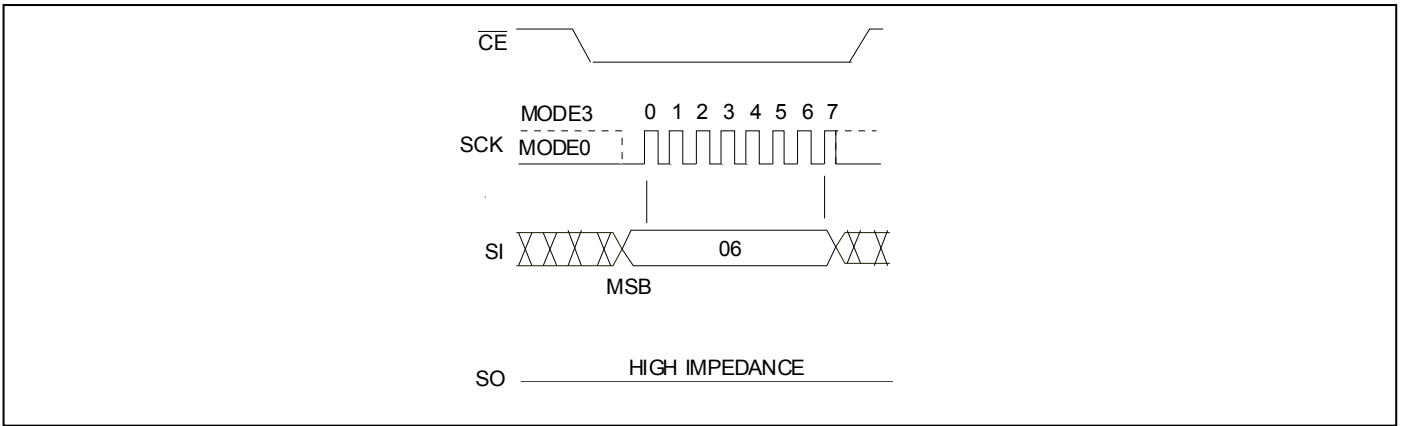 CE
MODE3 0 1 2 3 4 5 6 7
SCK MODE0
SI 06
MSB
SO HIGH IMPEDANCE